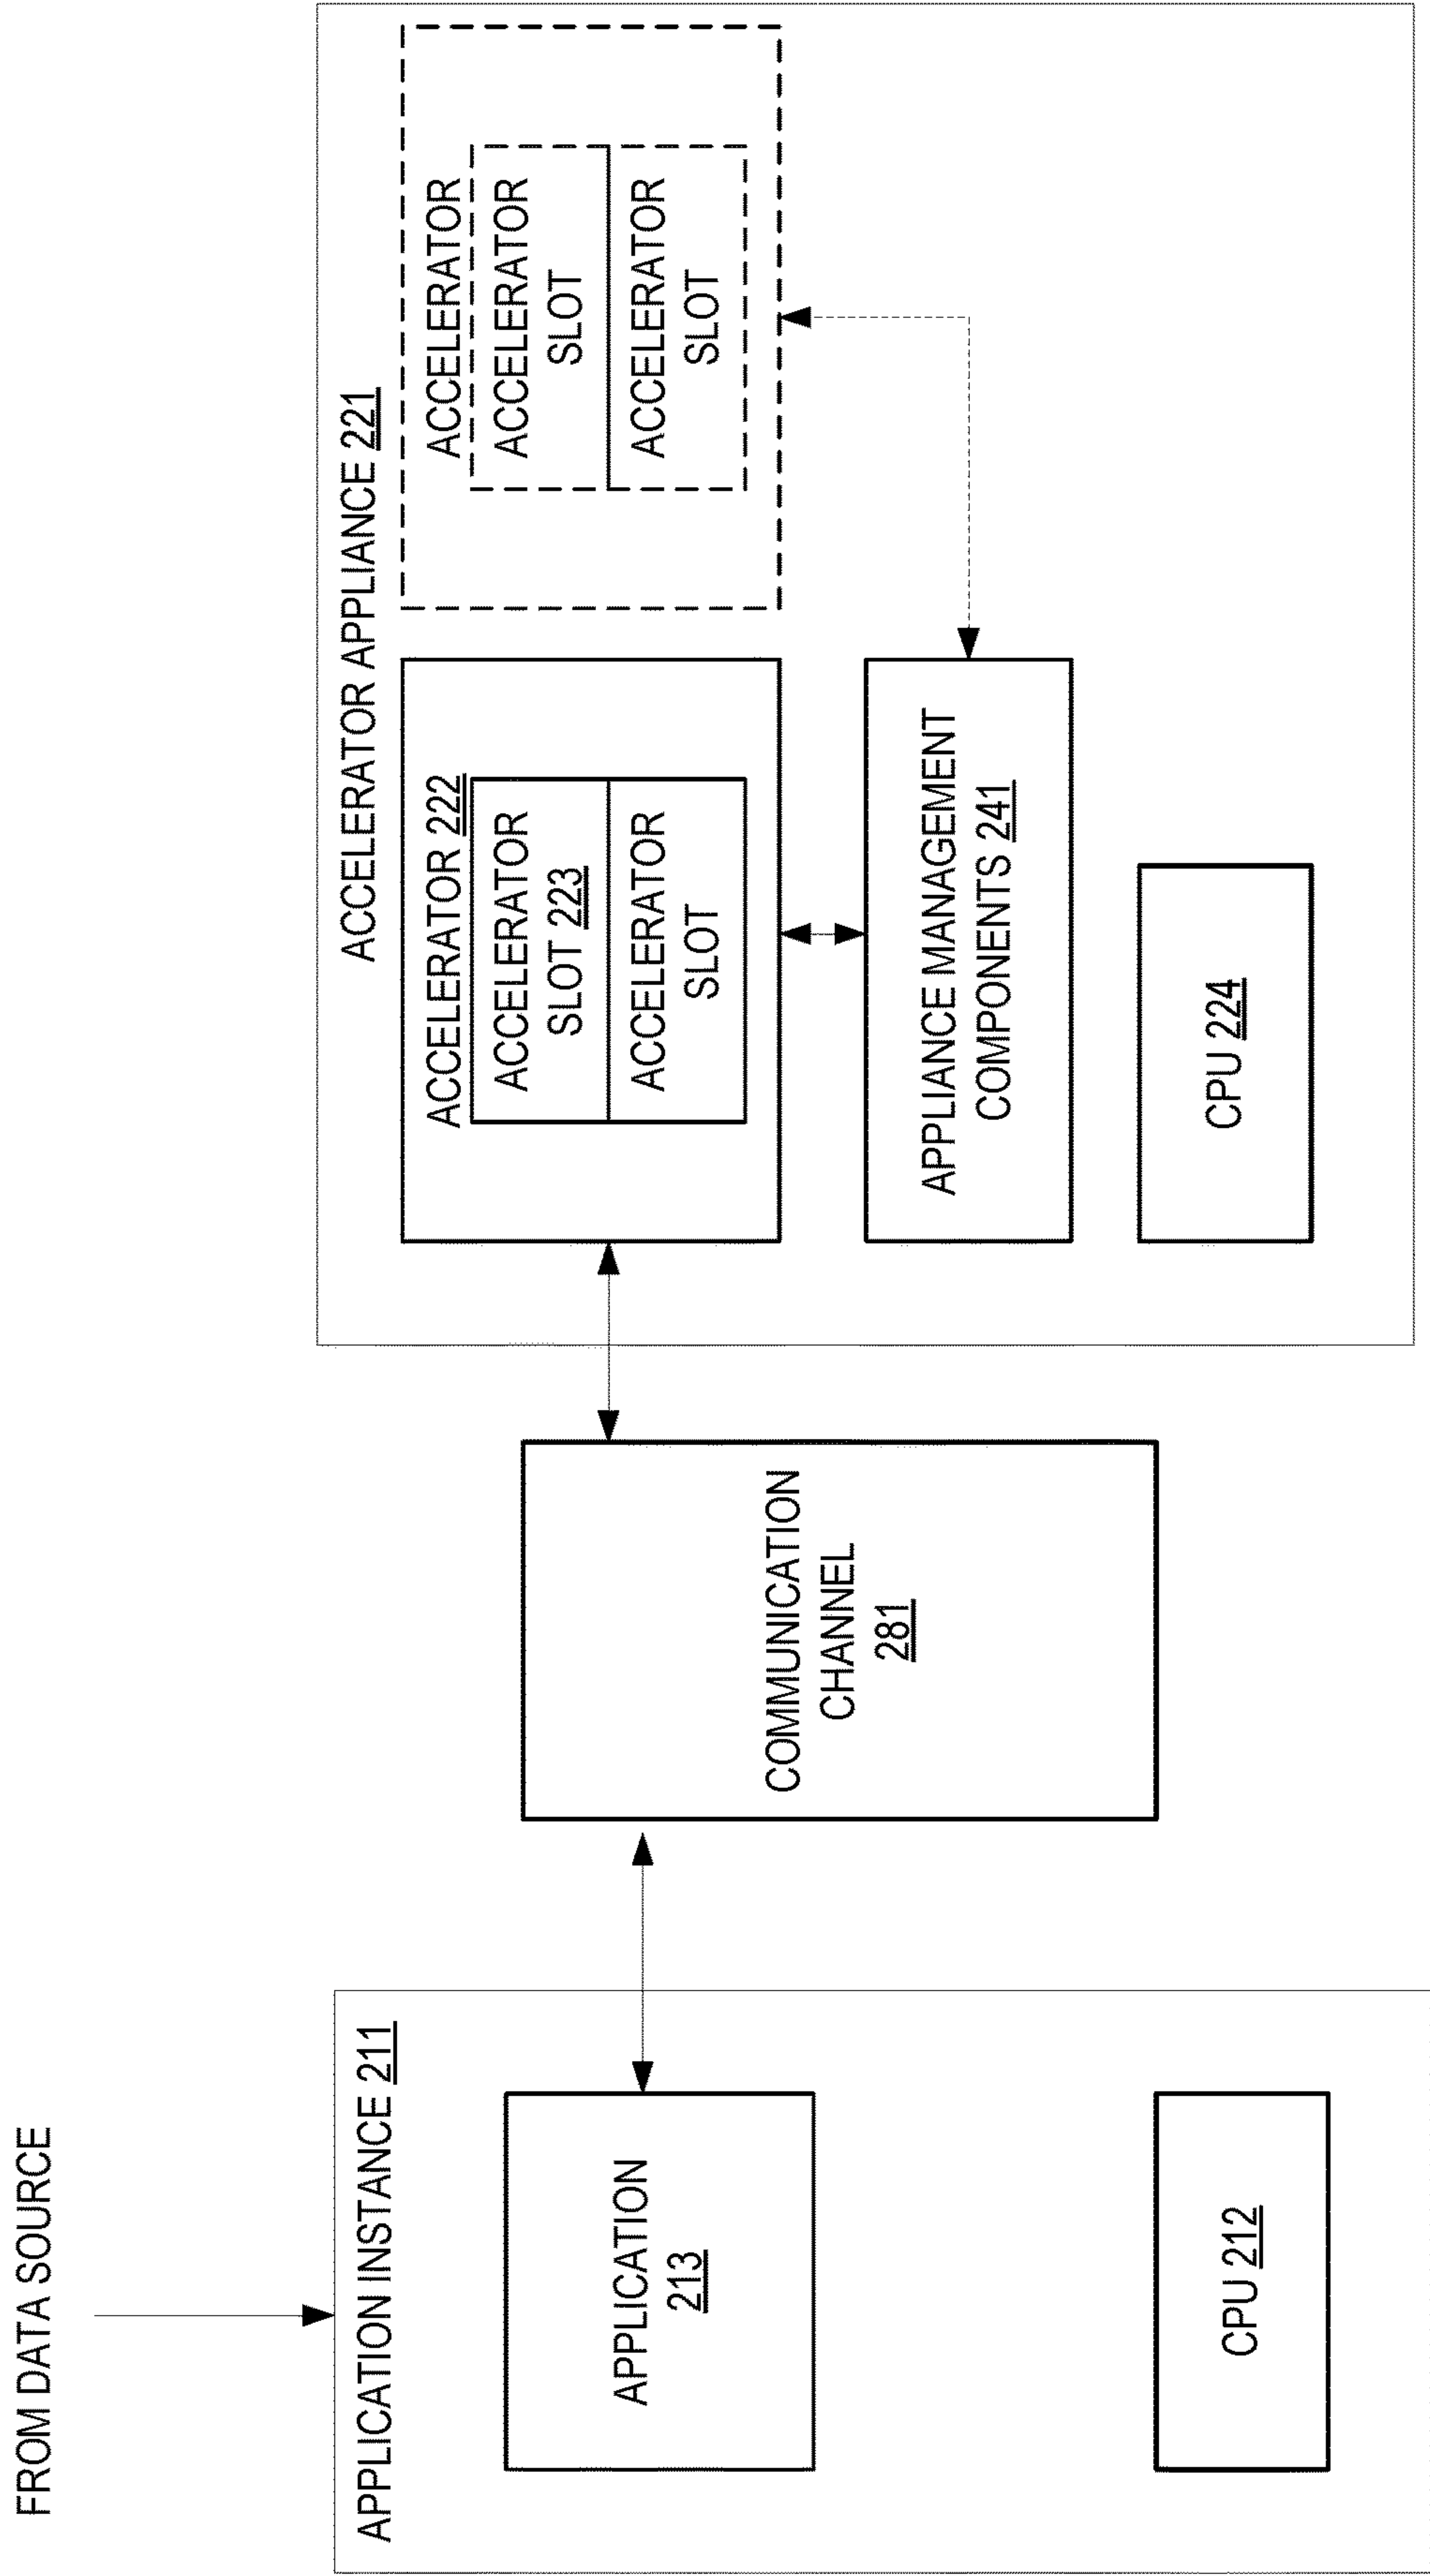 FROM DATA SOURCE
APPLICATION INSTANCE 211
APPLICATION
213
CPU 212
COMMUNICATION
CHANNEL
281
ACCELERATOR APPLIANCE 221
ACCELERATOR 222
ACCELERATOR
SLOT 223
ACCELERATOR
SLOT
ACCELERATOR
ACCELERATOR
SLOT
ACCELERATOR
SLOT
APPLIANCE MANAGEMENT
COMPONENTS 241
CPU 224